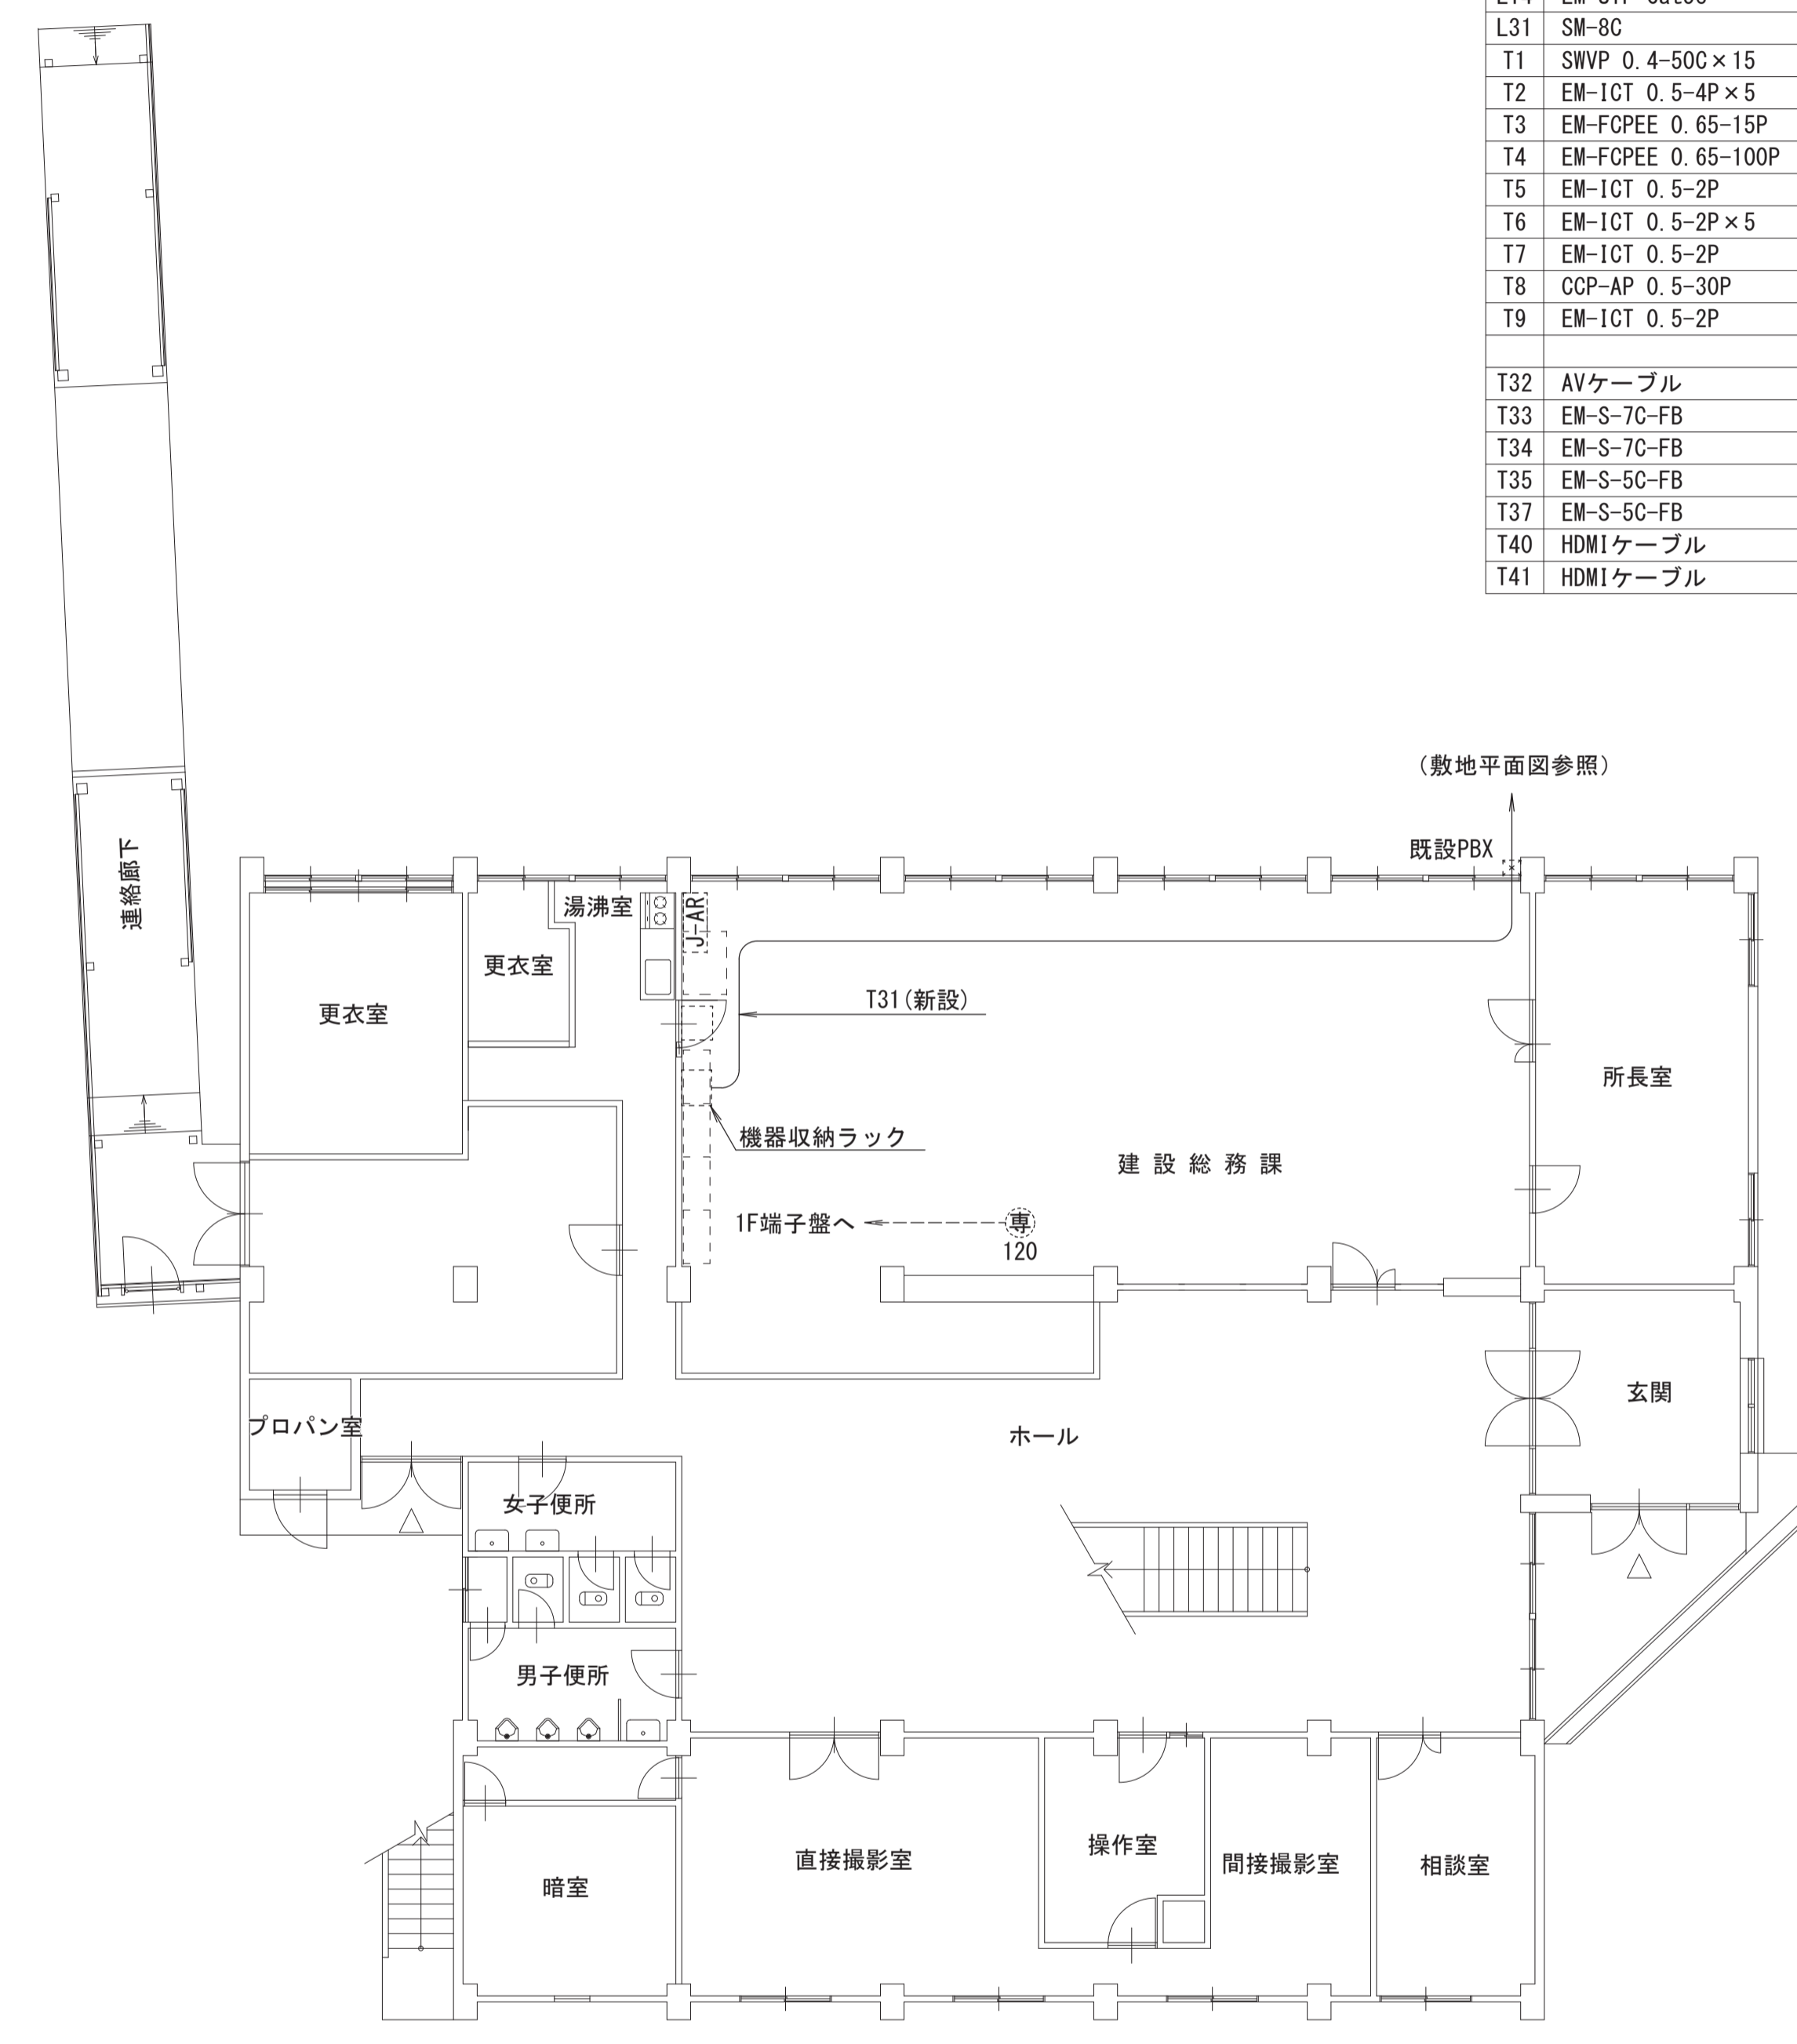 L31 SM-8C
T1 SWVP 0.4-50C×15
T2 EM-ICT 0.5-4P×5
T3 EM-FCPEE 0.65-15P
T4 EM-FCPEE 0.65-100P
T5 EM-ICT 0.5-2P
T6 EM-ICT 0.5-2P×5
T7 EM-ICT 0.5-2P
T8 CCP-AP 0.5-30P
T9 EM-ICT 0.5-2P
T32 AVケーブル
T33 EM-S-7C-FB
T34 EM-S-7C-FB
T35 EM-S-5C-FB
T37 EM-S-5C-FB
T40 HDMIケーブル
T41 HDMIケーブル
(敷地平面図参照)
既設PBX
連絡廊下
湯沸室
J-AR
更衣室
更衣室
T31(新設)
所長室
機器収納ラック
建設総務課
1F端子盤へ
専
120
玄関
プロパン室
ホール
女子便所
男子便所
操作室
直接撮影室
間接撮影室
相談室
暗室